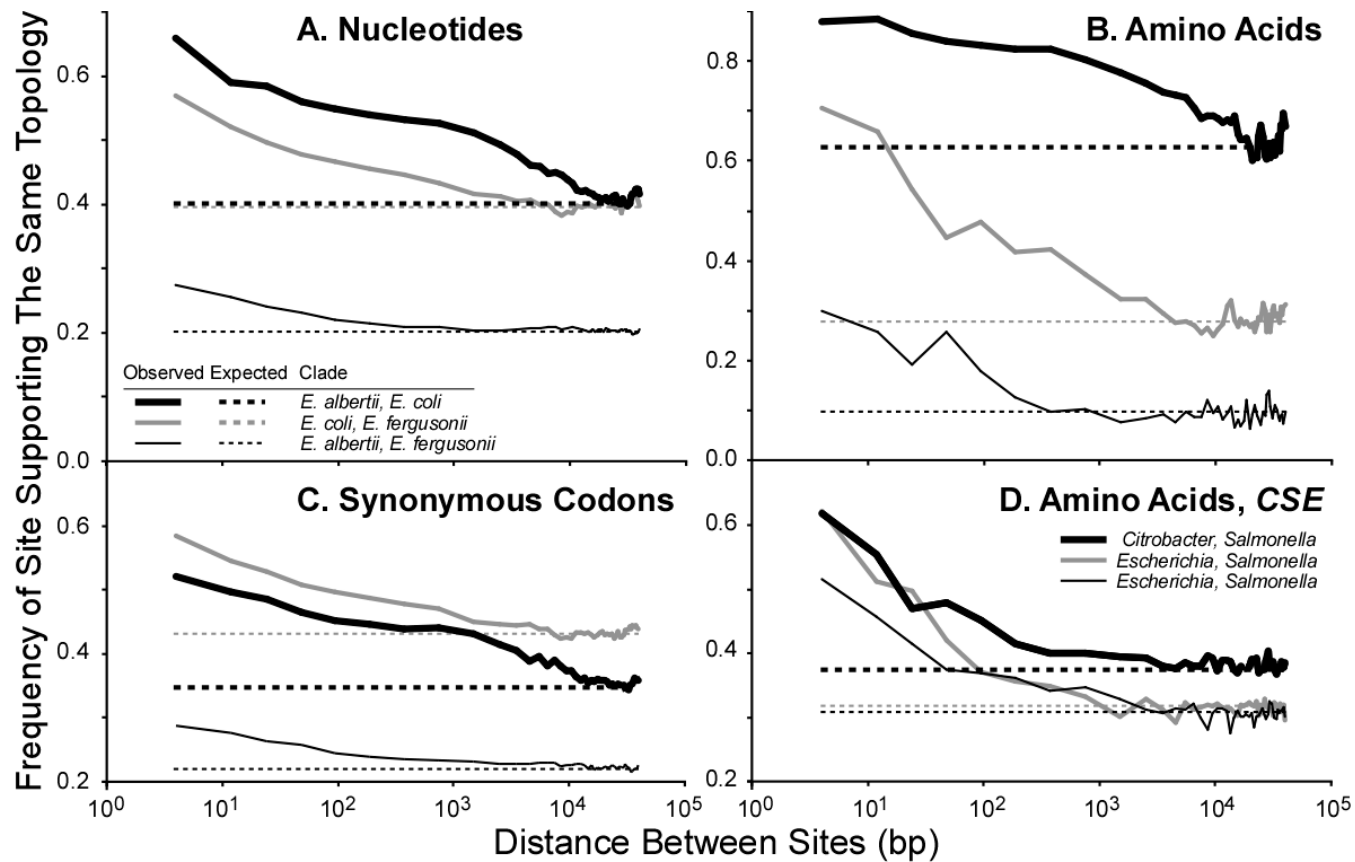 Frequency of Site Supporting The Same Topology
A. Nucleotides
0.6
0.4
0.2
0.0
Observed Expected Clade
E. albertii, E. coli
E. coli, E. fergusonii
E. albertii, E. fergusonii
B. Amino Acids
0.8
0.6
0.4
0.2
0.0
C. Synonymous Codons
0.6
0.4
0.2
10⁰ 10¹ 10² 10³ 10⁴ 10⁵
D. Amino Acids, CSE
Citrobacter, Salmonella
Escherichia, Salmonella
Escherichia, Salmonella
0.6
0.4
0.2
10⁰ 10¹ 10² 10³ 10⁴ 10⁵
Distance Between Sites (bp)